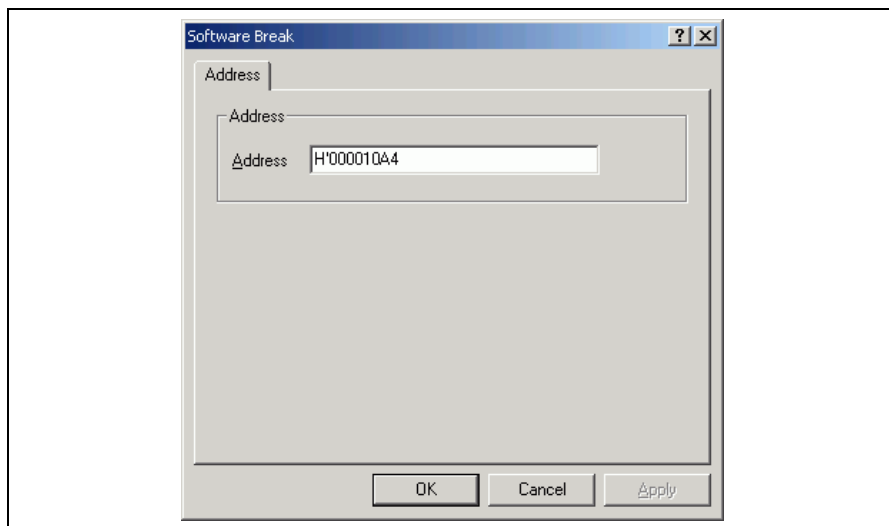 Software Break
Address
Address
Address H'000010A4
OK Cancel Apply